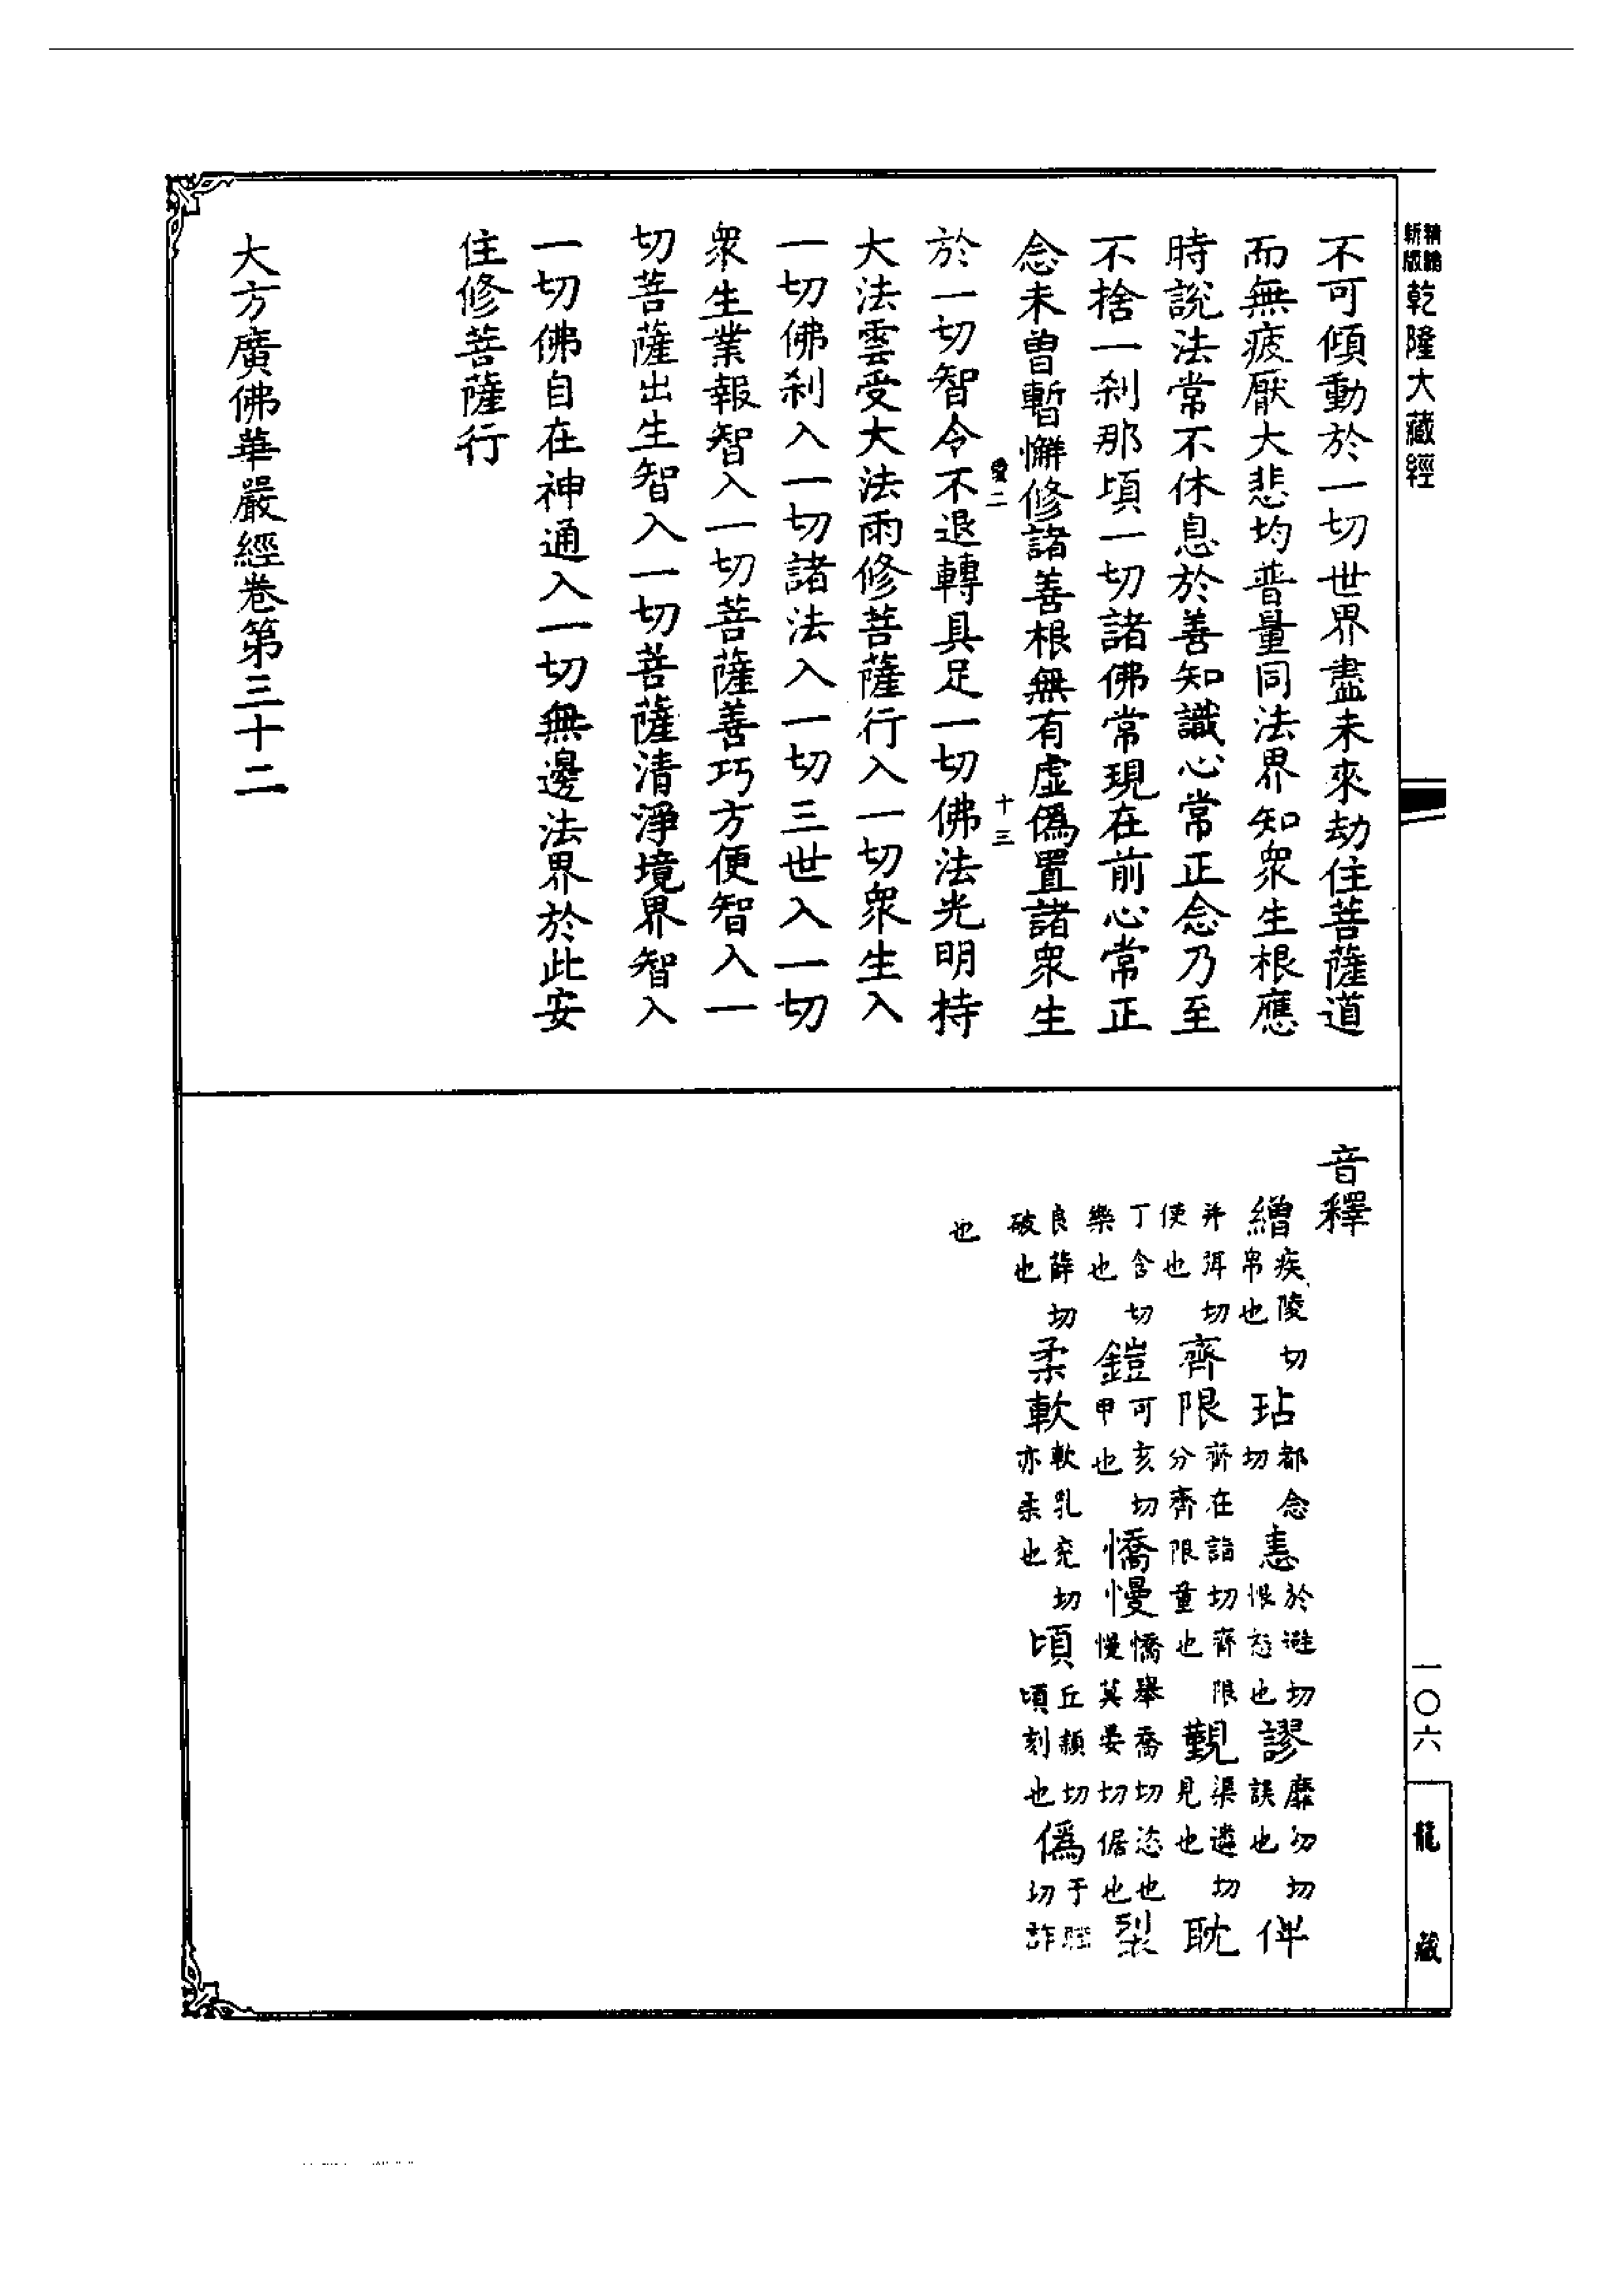 不可傾動於一切世界盡未來劫住菩薩道
而無疲厭大悲均普量同法界知眾生根應
時說法常不休息於善知識心常正念乃至
不捨一剎那頃一切諸佛常現在前心常正
念未曾暫懈修諸善根無有虛偽置諸眾生
於一切智令不退轉具足一切佛法光明持
大法雲受大法雨修菩薩行入一切眾生入
一切佛剎入一切諸法入一切三世入一切
眾生業報智入一切菩薩善巧方便智入一
切菩薩出生智入一切菩薩清淨境界智入
一切佛自在神通入一切無邊法界於此安
住修菩薩行
大方廣佛華嚴經卷第三十二
乾隆大藏經
十三
音釋
繒疾陵切帛也 玷都念切 恚於避切恨怒也 謬靡幼切誤也 俾
并弭切使也 齊限齊在詣切齊限分齊限量也 覲渠遴切見也 耽
丁含切樂也 鎧可亥切甲也 憍慢憍舉喬切恣也慢莫晏切倨也 裂
良薛切破也 柔軟軟乳兗切亦柔也 頃丘潁切頃刻也 偽于睡切詐
也
一〇六
龍藏